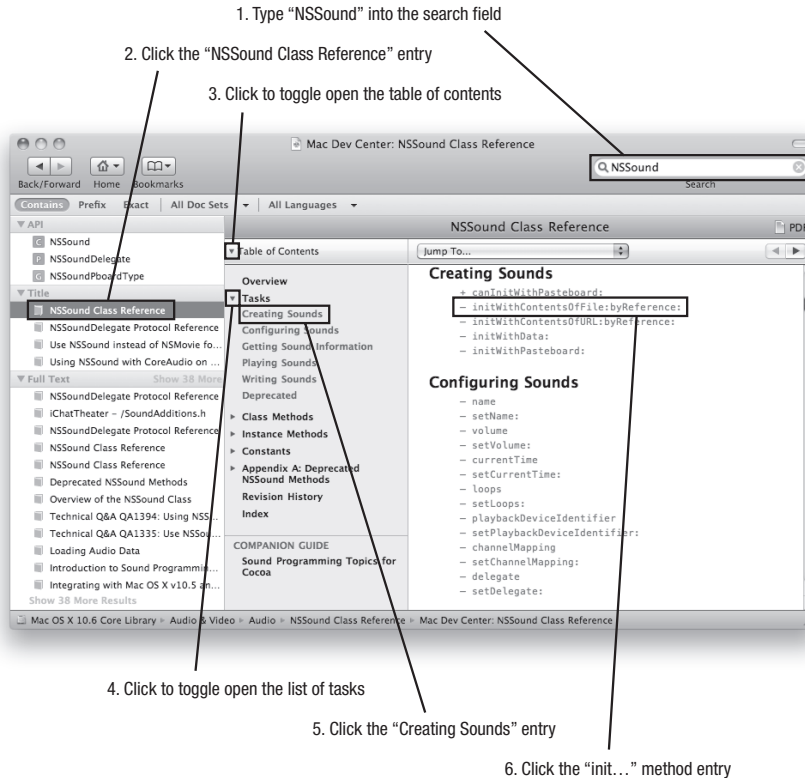 1. Type “NSSound” into the search field
2. Click the “NSSound Class Reference” entry
3. Click to toggle open the table of contents
Mac Dev Center: NSSound Class Reference
NSSound
Back/Forward Home Bookmarks
Search
Contains Prefix Exact All Doc Sets All Languages
API
NSSound
NSSoundDelegate
NSSoundPboardType
Title
NSSound Class Reference
NSSoundDelegate Protocol Reference
Use NSSound instead of NSMovie fo...
Using NSSound with CoreAudio on ...
Full Text Show 38 More
NSSoundDelegate Protocol Reference
iChatTheater – /SoundAdditions.h
NSSoundDelegate Protocol Reference
NSSound Class Reference
NSSound Class Reference
Deprecated NSSound Methods
Overview of the NSSound Class
Technical Q&A QA1394: Using NSS...
Technical Q&A QA1335: Use NSSou...
Loading Audio Data
Introduction to Sound Programmin...
Integrating with Mac OS X v10.5 an...
Show 38 More Results
NSSound Class Reference
PDF
Table of Contents
Jump To...
Overview
Tasks
Creating Sounds
Configuring Sounds
Getting Sound Information
Playing Sounds
Writing Sounds
Deprecated
Class Methods
Instance Methods
Constants
Appendix A: Deprecated
NSSound Methods
Revision History
Index
COMPANION GUIDE
Sound Programming Topics for
Cocoa
Creating Sounds
+ canInitWithPasteboard:
– initWithContentsOfFile:byReference:
– initWithContentsOfURL:byReference:
– initWithData:
– initWithPasteboard:
Configuring Sounds
– name
– setName:
– volume
– setVolume:
– currentTime
– setCurrentTime:
– loops
– setLoops:
– playbackDeviceIdentifier
– setPlaybackDeviceIdentifier:
– channelMapping
– setChannelMapping:
– delegate
– setDelegate:
Mac OS X 10.6 Core Library Audio & Video Audio NSSound Class Reference Mac Dev Center: NSSound Class Reference
4. Click to toggle open the list of tasks
5. Click the “Creating Sounds” entry
6. Click the “init…” method entry